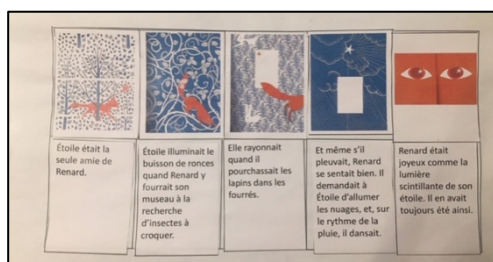 Étoile était la
seule amie de
Renard.
Étoile illuminait le
buisson de ronces
quand Renard y
fourrait son
museau à la
recherche
d'insectes à
croquer.
Elle rayonnait
quand il
pourchassait les
lapins dans les
fourrés.
Et même s'il
pleuvait, Renard
se sentait bien. Il
demandait à
Étoile d'allumer
les nuages, et, sur
le rythme de la
pluie, il dansait.
Renard était
joyeux comme la
lumière
scintillante de son
étoile. Il en avait
toujours été ainsi.